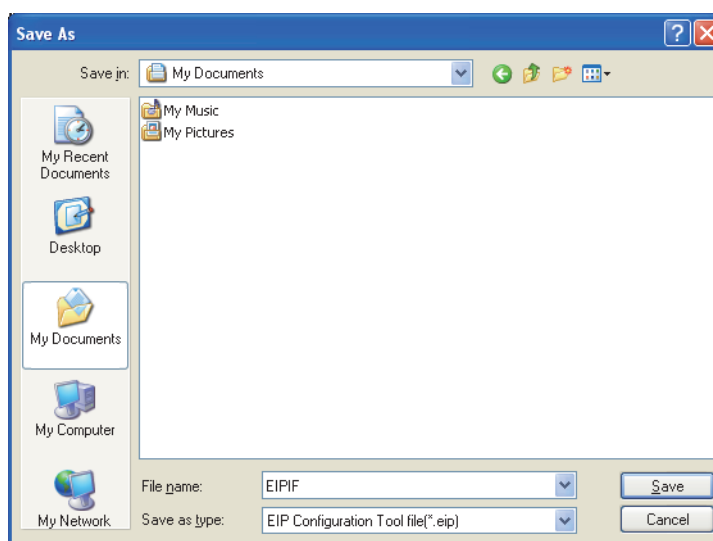 Save As
Save in:
My Documents
My Music
My Pictures
My Recent
Documents
Desktop
My Documents
My Computer
My Network
File name:
EIPIF
Save
Save as type:
EIP Configuration Tool file(*.eip)
Cancel